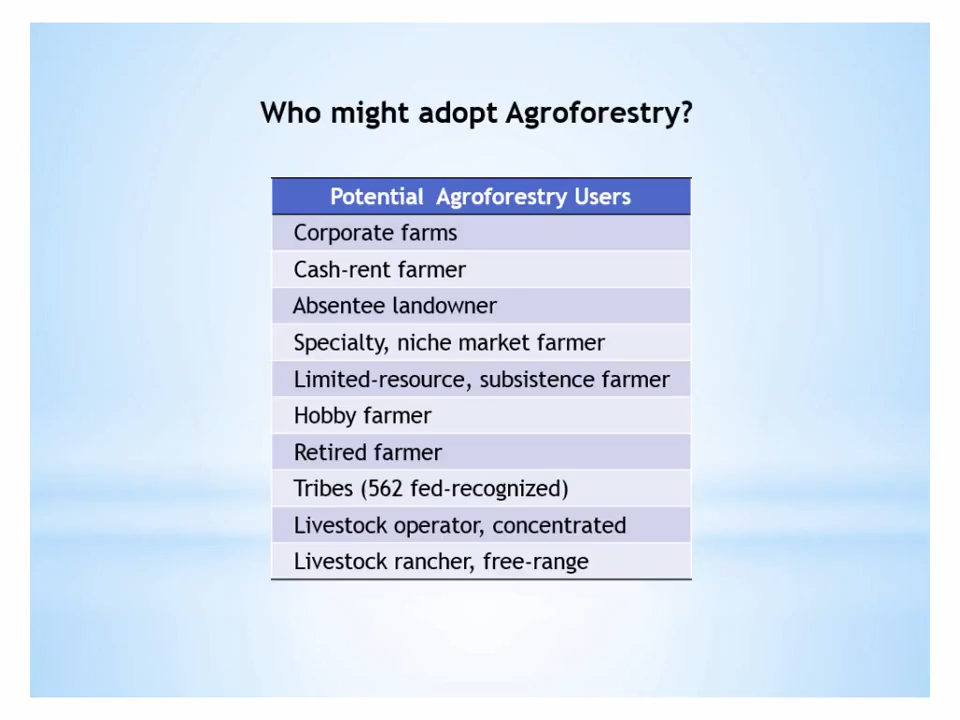 Who might adopt Agroforestry?
Potential Agroforestry Users
Corporate farms
Cash-rent farmer
Absentee landowner
Specialty, niche market farmer
Limited-resource, subsistence farmer
Hobby farmer
Retired farmer
Tribes (562 fed-recognized)
Livestock operator, concentrated
Livestock rancher, free-range